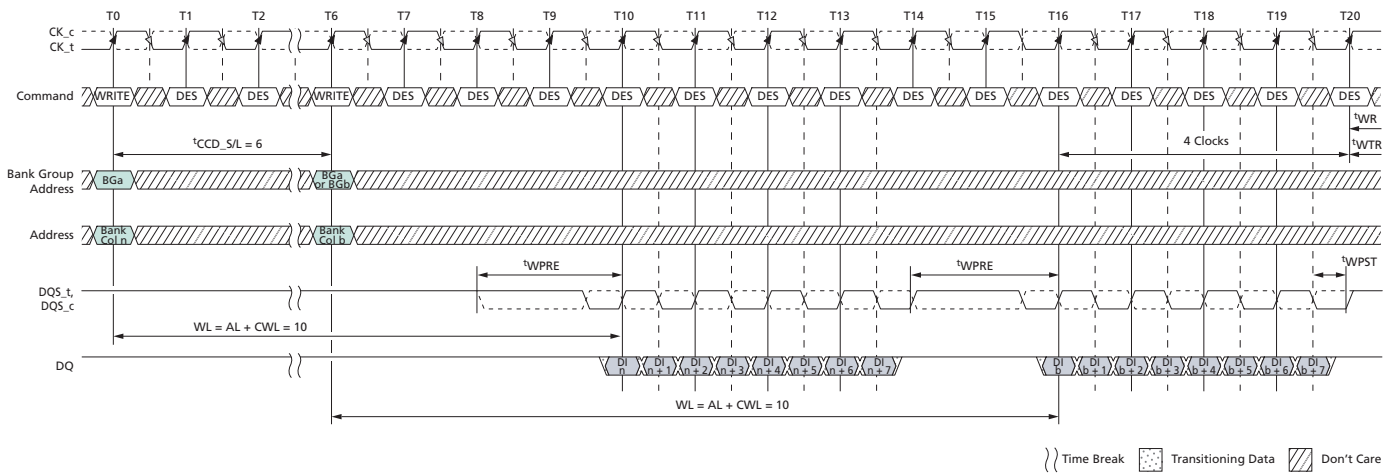 T0 T1 T2 T6 T7 T8 T9 T10 T11 T12 T13 T14 T15 T16 T17 T18 T19 T20
CK_c
CK_t
Command WRITE DES DES WRITE DES DES DES DES DES DES DES DES DES DES DES DES DES DES
tWR
tCCD_S/L = 6
4 Clocks
tWTR
Bank Group
Address
BGa
BGa
or BGb
Address
Bank
Col n
Bank
Col b
tWPRE
tWPRE
tWPST
DQS_t,
DQS_c
WL = AL + CWL = 10
DQ
DI
n
DI
n + 1
DI
n + 2
DI
n + 3
DI
n + 4
DI
n + 5
DI
n + 6
DI
n + 7
DI
b
DI
b + 1
DI
b + 2
DI
b + 3
DI
b + 4
DI
b + 5
DI
b + 6
DI
b + 7
WL = AL + CWL = 10
Time Break Transitioning Data Don't Care